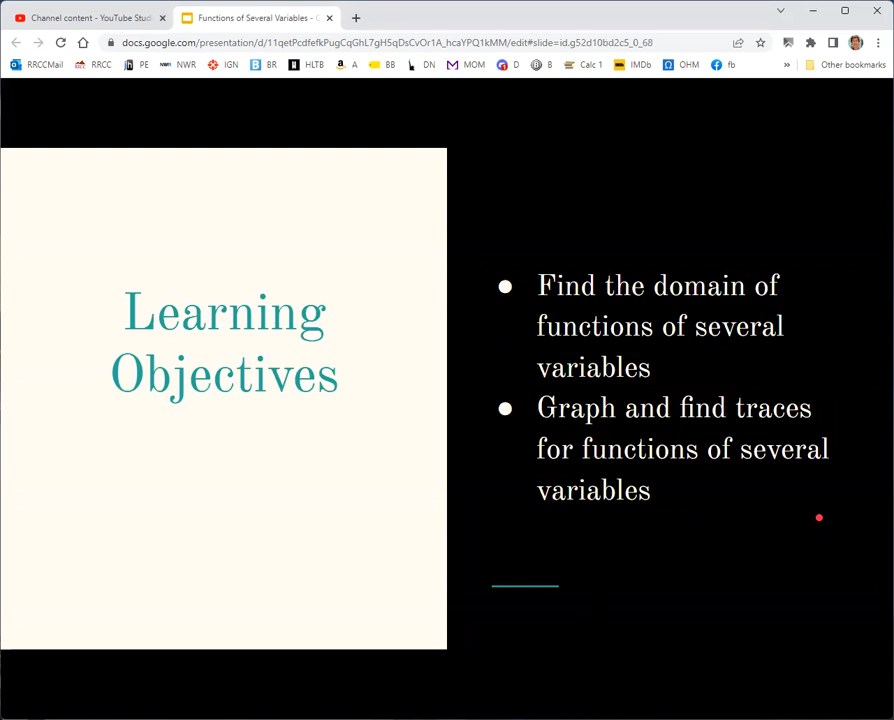 Channel content - YouTube Stud
Functions of Several Variables - G
docs.google.com/presentation/d/11qetPcdfefkPugCqGhL7gH5qDsCvOr1A_hcaYPQ1kMM/edit#slide=id.g52d10bd2c5_0_68
RRCCMail RRCC PE NWR IGN BR HLTB A BB DN MOM D B Calc 1 IMDb OHM fb » Other bookmarks
Learning
Objectives
● Find the domain of
functions of several
variables
● Graph and find traces
for functions of several
variables